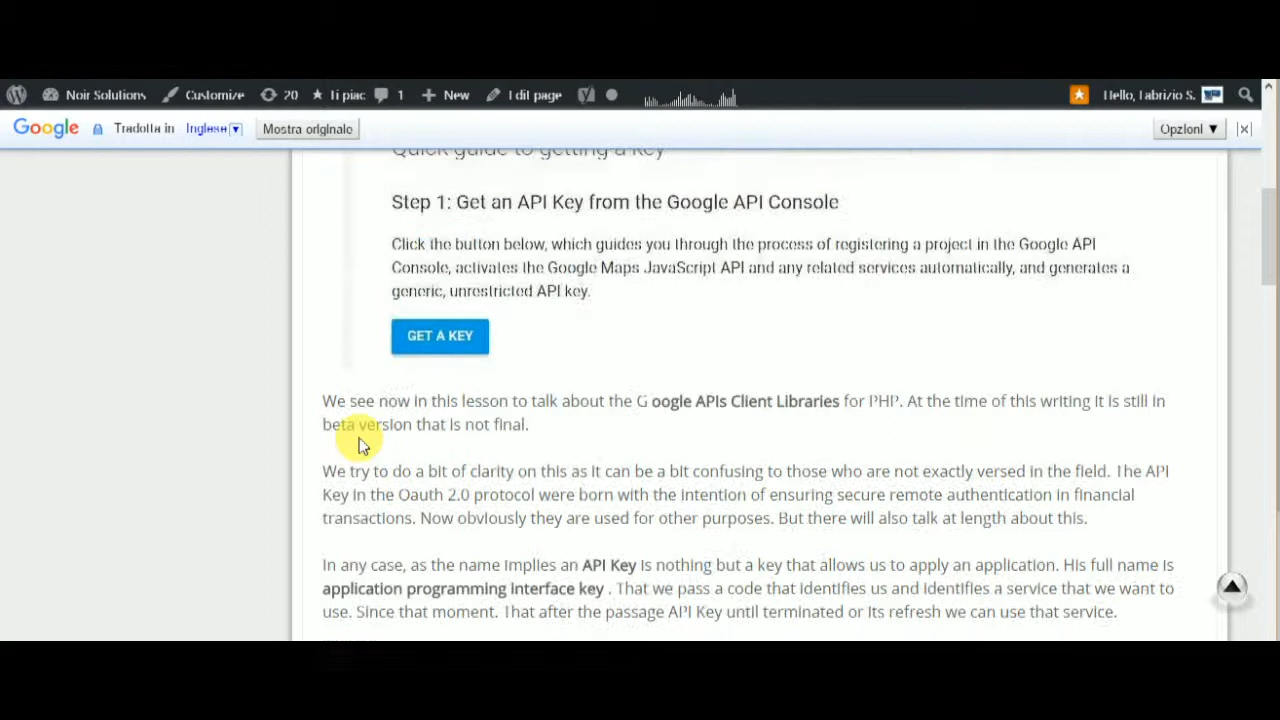 Noir Solutions Customize 20 Ti piac 1 New Edit page Hello, Fabrizio S.
Google Tradotta in Inglese Mostra originale Opzioni
Quick guide to getting a key
Step 1: Get an API Key from the Google API Console
Click the button below, which guides you through the process of registering a project in the Google API
Console, activates the Google Maps JavaScript API and any related services automatically, and generates a
generic, unrestricted API key.
GET A KEY
We see now in this lesson to talk about the G oogle APIs Client Libraries for PHP. At the time of this writing it is still in
beta version that is not final.
We try to do a bit of clarity on this as it can be a bit confusing to those who are not exactly versed in the field. The API
Key in the Oauth 2.0 protocol were born with the intention of ensuring secure remote authentication in financial
transactions. Now obviously they are used for other purposes. But there will also talk at length about this.
In any case, as the name implies an API Key is nothing but a key that allows us to apply an application. His full name is
application programming interface key . That we pass a code that identifies us and identifies a service that we want to
use. Since that moment. That after the passage API Key until terminated or its refresh we can use that service.